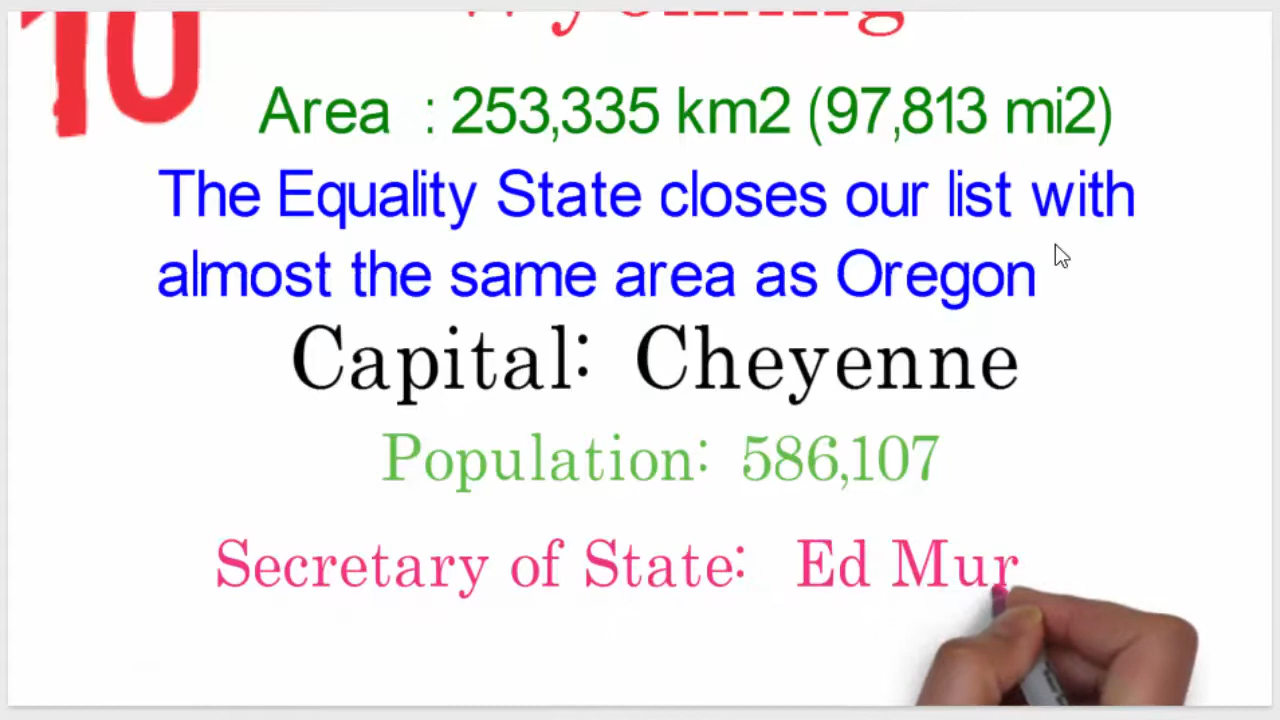 10
Wyoming
Area : 253,335 km2 (97,813 mi2)
The Equality State closes our list with
almost the same area as Oregon
Capital: Cheyenne
Population: 586,107
Secretary of State: Ed Mur